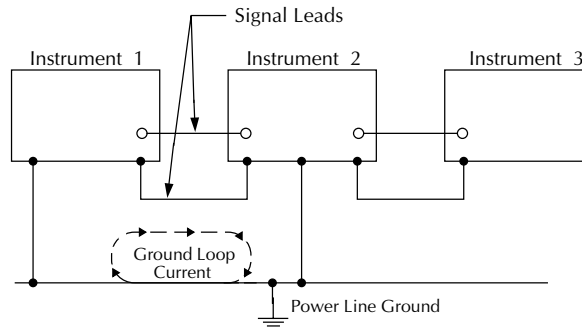 Signal Leads
Instrument 1
Instrument 2
Instrument 3
Ground Loop
Current
Power Line Ground